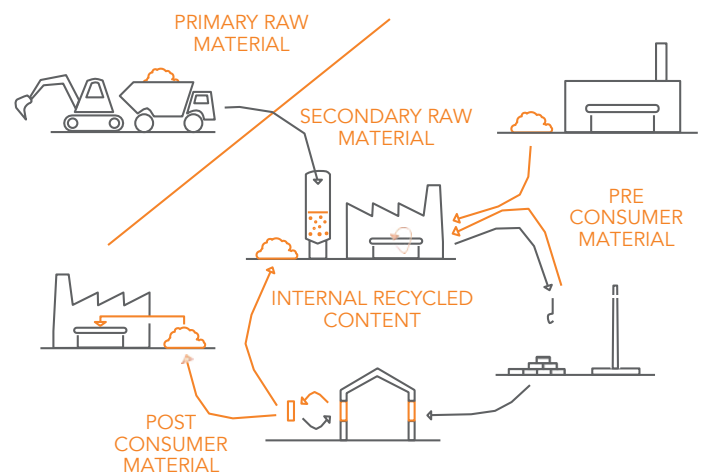 PRIMARY RAW
MATERIAL
SECONDARY RAW
MATERIAL
PRE
CONSUMER
MATERIAL
INTERNAL RECYCLED
CONTENT
POST
CONSUMER
MATERIAL